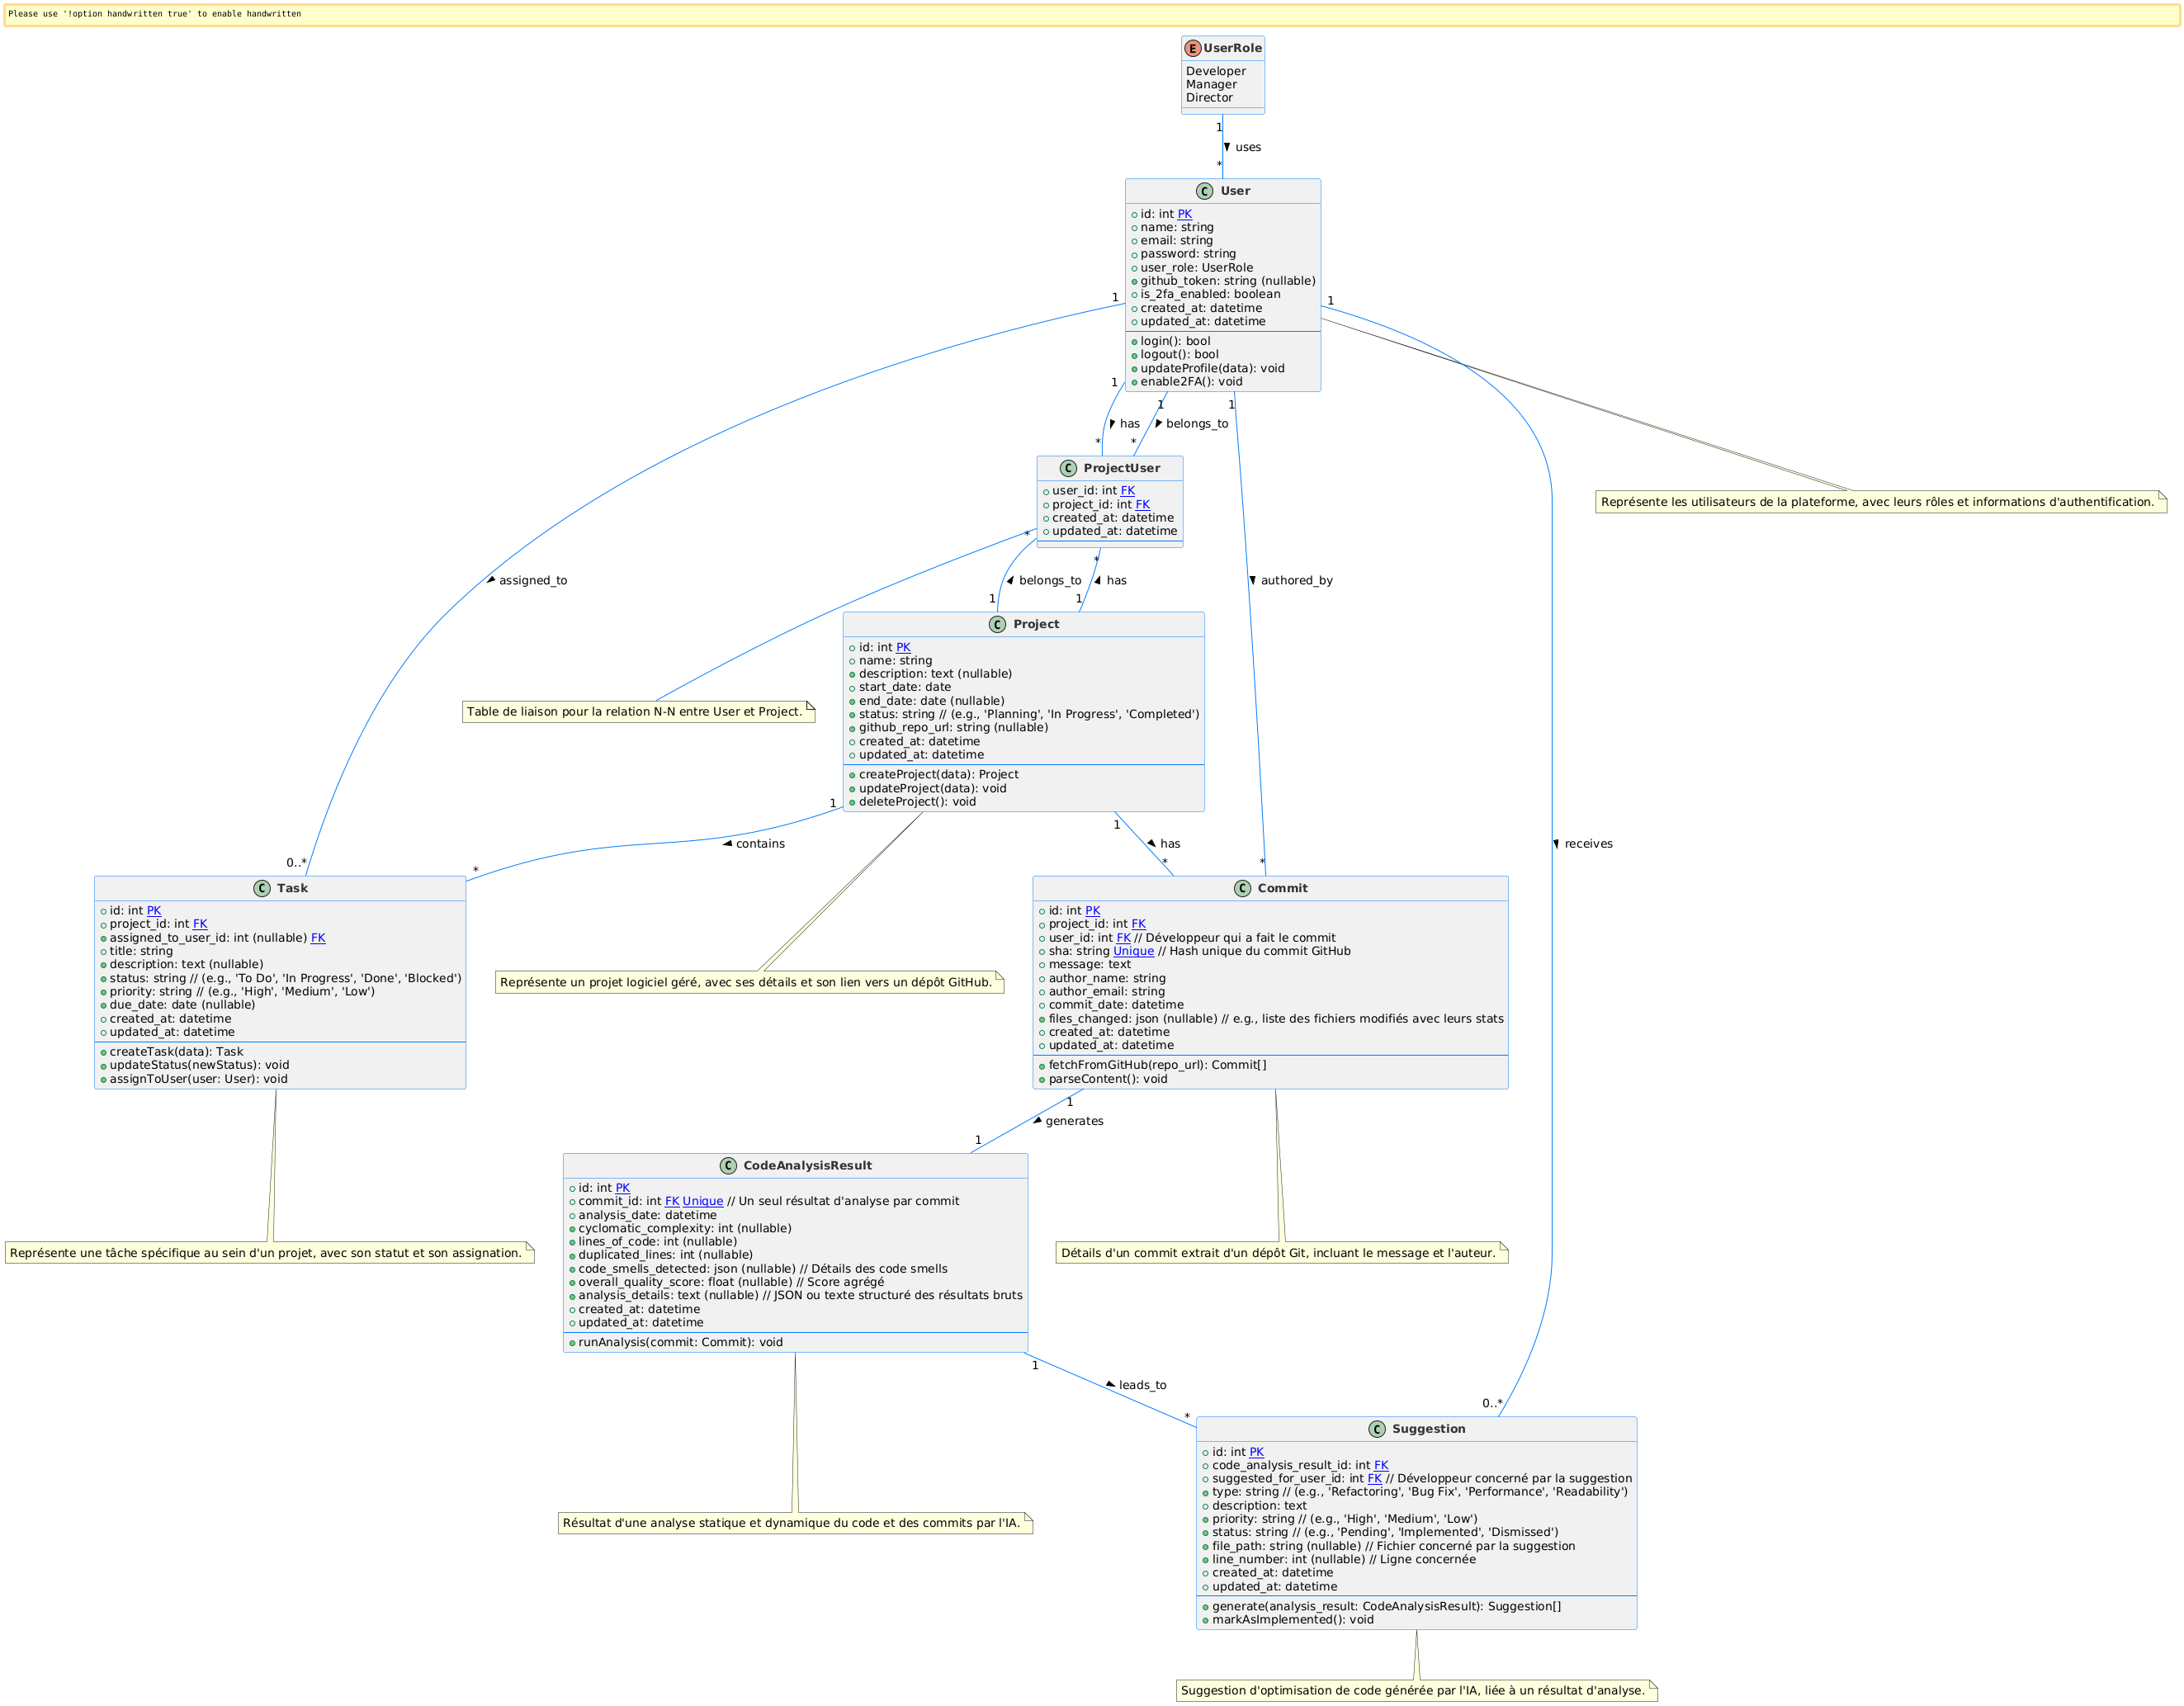 Please use '!option handwritten true' to enable handwritten
UserRole
Developer
Manager
Director
1
uses
*
User
id: int PK
name: string
email: string
password: string
user_role: UserRole
github_token: string (nullable)
is_2fa_enabled: boolean
created_at: datetime
updated_at: datetime
login(): bool
logout(): bool
updateProfile(data): void
enable2FA(): void
1
1
1
1
1
has
belongs_to
*
*
ProjectUser
user_id: int FK
project_id: int FK
created_at: datetime
updated_at: datetime
Représente les utilisateurs de la plateforme, avec leurs rôles et informations d'authentification.
*
*
assigned_to
belongs_to
has
authored_by
1
1
Table de liaison pour la relation N-N entre User et Project.
Project
id: int PK
name: string
description: text (nullable)
start_date: date
end_date: date (nullable)
status: string // (e.g., 'Planning', 'In Progress', 'Completed')
github_repo_url: string (nullable)
created_at: datetime
updated_at: datetime
createProject(data): Project
updateProject(data): void
deleteProject(): void
1
1
contains
has
receives
0..*
*
*
*
Task
id: int PK
project_id: int FK
assigned_to_user_id: int (nullable) FK
title: string
description: text (nullable)
status: string // (e.g., 'To Do', 'In Progress', 'Done', 'Blocked')
priority: string // (e.g., 'High', 'Medium', 'Low')
due_date: date (nullable)
created_at: datetime
updated_at: datetime
createTask(data): Task
updateStatus(newStatus): void
assignToUser(user: User): void
Représente un projet logiciel géré, avec ses détails et son lien vers un dépôt GitHub.
Commit
id: int PK
project_id: int FK
user_id: int FK // Développeur qui a fait le commit
sha: string Unique // Hash unique du commit GitHub
message: text
author_name: string
author_email: string
commit_date: datetime
files_changed: json (nullable) // e.g., liste des fichiers modifiés avec leurs stats
created_at: datetime
updated_at: datetime
fetchFromGitHub(repo_url): Commit[]
parseContent(): void
1
generates
1
Représente une tâche spécifique au sein d'un projet, avec son statut et son assignation.
CodeAnalysisResult
id: int PK
commit_id: int FK Unique // Un seul résultat d'analyse par commit
analysis_date: datetime
cyclomatic_complexity: int (nullable)
lines_of_code: int (nullable)
duplicated_lines: int (nullable)
code_smells_detected: json (nullable) // Détails des code smells
overall_quality_score: float (nullable) // Score agrégé
analysis_details: text (nullable) // JSON ou texte structuré des résultats bruts
created_at: datetime
updated_at: datetime
runAnalysis(commit: Commit): void
Détails d'un commit extrait d'un dépôt Git, incluant le message et l'auteur.
1
leads_to
*
0..*
Résultat d'une analyse statique et dynamique du code et des commits par l'IA.
Suggestion
id: int PK
code_analysis_result_id: int FK
suggested_for_user_id: int FK // Développeur concerné par la suggestion
type: string // (e.g., 'Refactoring', 'Bug Fix', 'Performance', 'Readability')
description: text
priority: string // (e.g., 'High', 'Medium', 'Low')
status: string // (e.g., 'Pending', 'Implemented', 'Dismissed')
file_path: string (nullable) // Fichier concerné par la suggestion
line_number: int (nullable) // Ligne concernée
created_at: datetime
updated_at: datetime
generate(analysis_result: CodeAnalysisResult): Suggestion[]
markAsImplemented(): void
Suggestion d'optimisation de code générée par l'IA, liée à un résultat d'analyse.